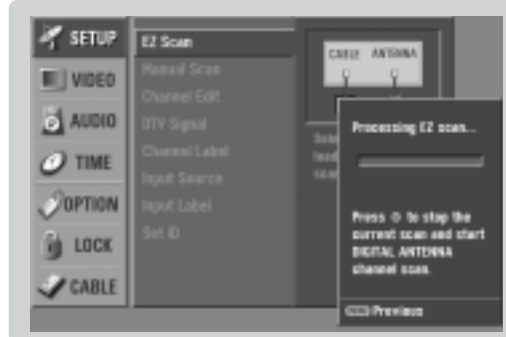 SETUP
VIDEO
AUDIO
TIME
OPTION
LOCK
CABLE
EZ Scan
Manual Scan
Channel Edit
DTV Signal
Channel Label
Input Source
Input Label
Set ID
CABLE ANTENNA
Processing EZ scan...
Press ⊙ to stop the
current scan and start
DIGITAL ANTENNA
channel scan.
Previous